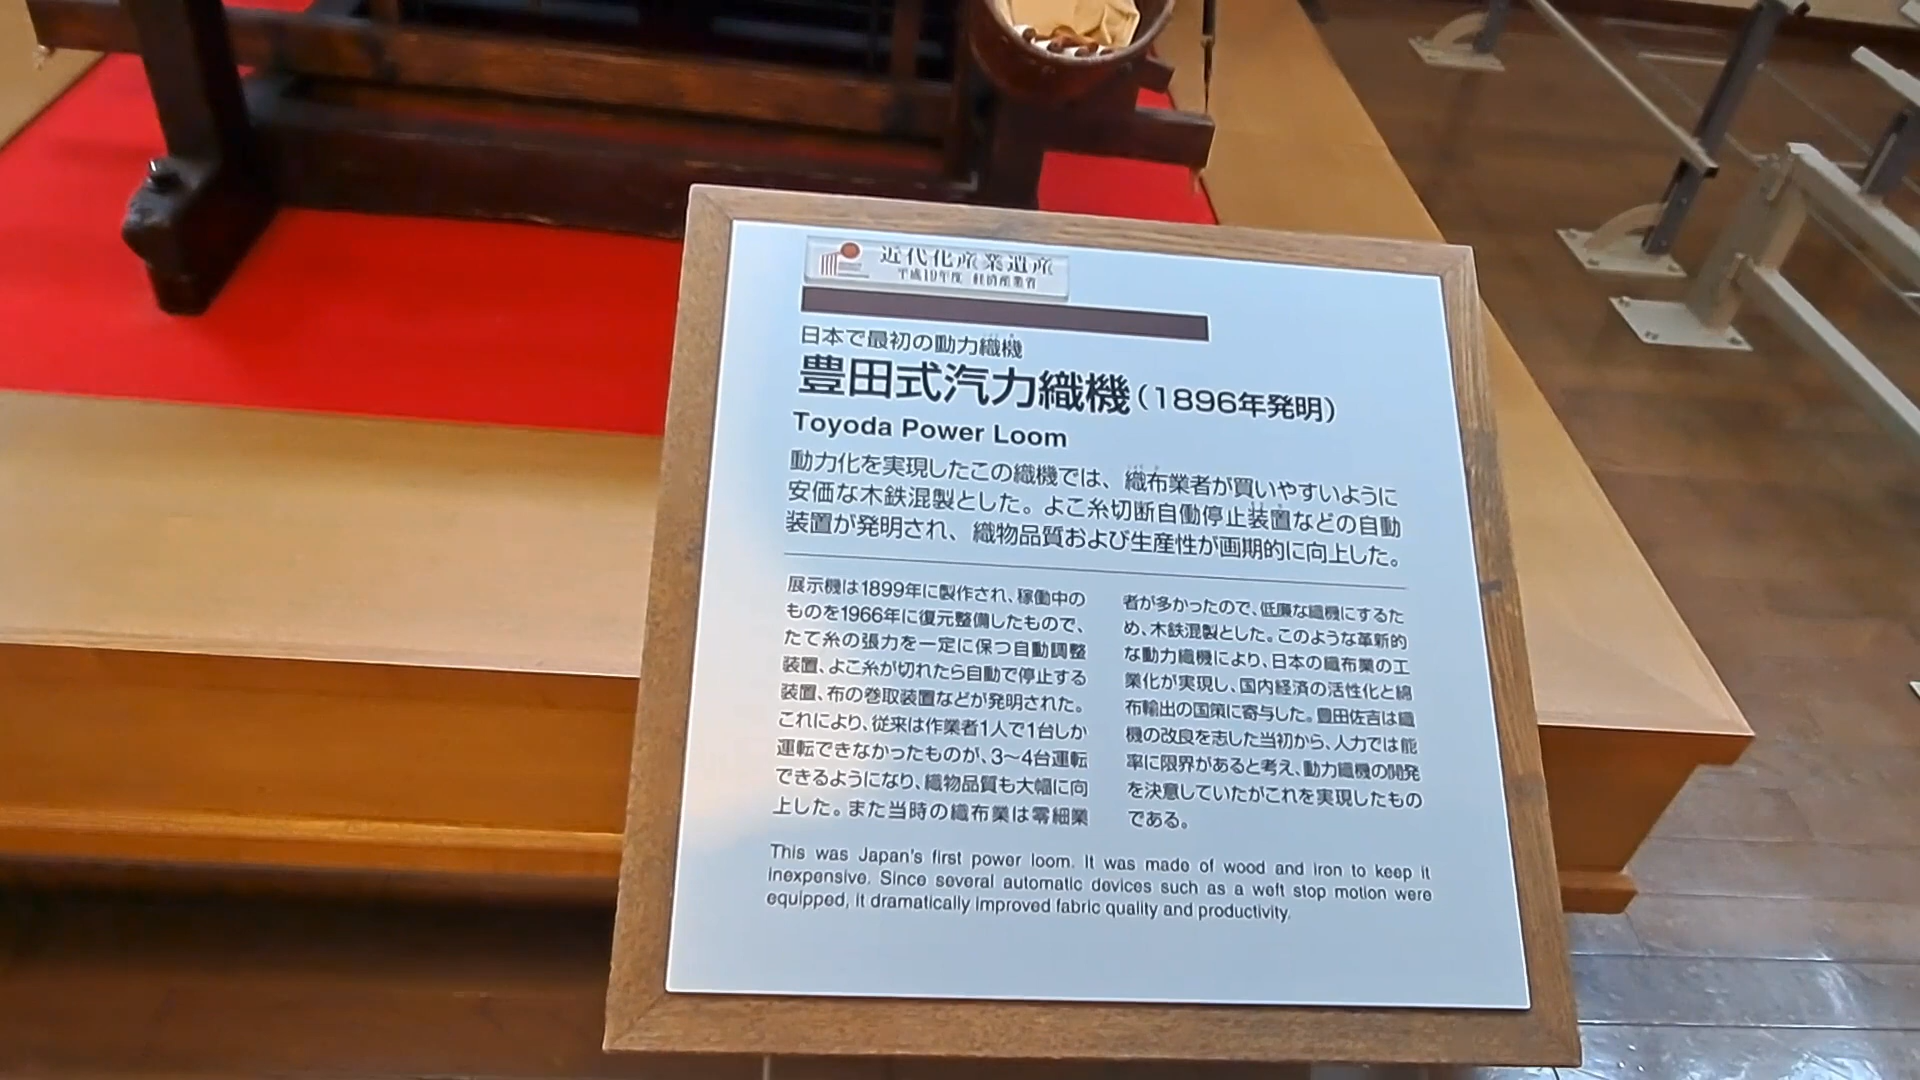 近代化産業遺産
平成19年度 経済産業省
日本で最初の動力織機
豊田式汽力織機(1896年発明)
Toyoda Power Loom
動力化を実現したこの織機では、織布業者が買いやすいように
安価な木鉄混製とした。よこ糸切断自働停止装置などの自動
装置が発明され、織物品質および生産性が画期的に向上した。
展示機は1899年に製作され、稼働中の
ものを1966年に復元整備したもので、
たて糸の張力を一定に保つ自動調整
装置、よこ糸が切れたら自動で停止する
装置、布の巻取装置などが発明された。
これにより、従来は作業者1人で1台しか
運転できなかったものが、3〜4台運転
できるようになり、織物品質も大幅に向
上した。また当時の織布業は零細業
者が多かったので、低廉な織機にするた
め、木鉄混製とした。このような革新的
な動力織機により、日本の織布業の工
業化が実現し、国内経済の活性化と綿
布輸出の国策に寄与した。豊田佐吉は織
機の改良を志した当初から、人力では能
率に限界があると考え、動力織機の開発
を決意していたがこれを実現したもの
である。
This was Japan's first power loom. It was made of wood and iron to keep it
inexpensive. Since several automatic devices such as a weft stop motion were
equipped, it dramatically improved fabric quality and productivity.